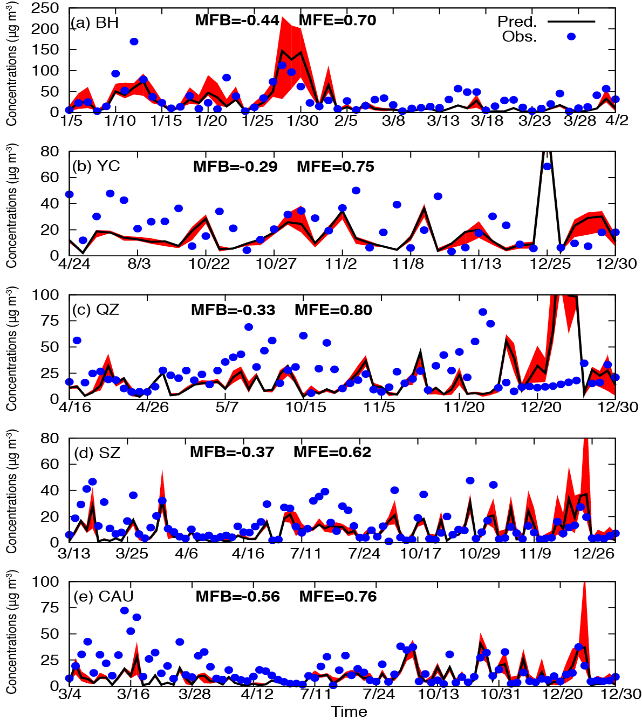 250
200
150
100
50
0
Concentrations (µg m⁻³)
(a) BH
MFB=-0.44 MFE=0.70
Pred.
Obs.
1/5 1/10 1/15 1/20 1/25 1/30 2/5 3/8 3/13 3/18 3/23 3/28 4/2
80
60
40
20
0
Concentrations (µg m⁻³)
(b) YC
MFB=-0.29 MFE=0.75
4/24 8/3 10/22 10/27 11/2 11/8 11/13 12/25 12/30
100
75
50
25
0
Concentrations (µg m⁻³)
(c) QZ
MFB=-0.33 MFE=0.80
4/16 4/26 5/7 10/15 11/5 11/20 12/20 12/30
80
60
40
20
0
Concentrations (µg m⁻³)
(d) SZ
MFB=-0.37 MFE=0.62
3/13 3/25 4/6 4/16 7/11 7/24 10/17 10/29 11/9 12/26
100
75
50
25
0
Concentrations (µg m⁻³)
(e) CAU
MFB=-0.56 MFE=0.76
3/4 3/16 3/28 4/12 7/11 7/24 10/13 10/31 12/20 12/30
Time